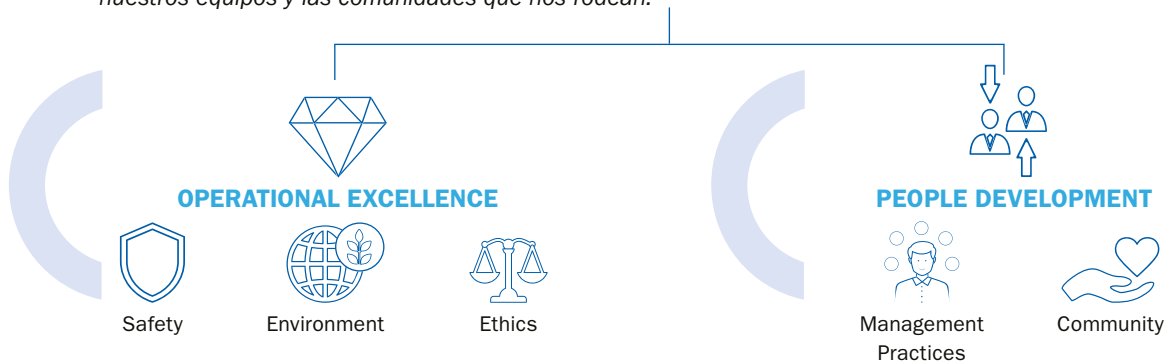 nuestros equipos y las comunidades que nos rodean.
OPERATIONAL EXCELLENCE
PEOPLE DEVELOPMENT
Safety
Environment
Ethics
Management
Practices
Community